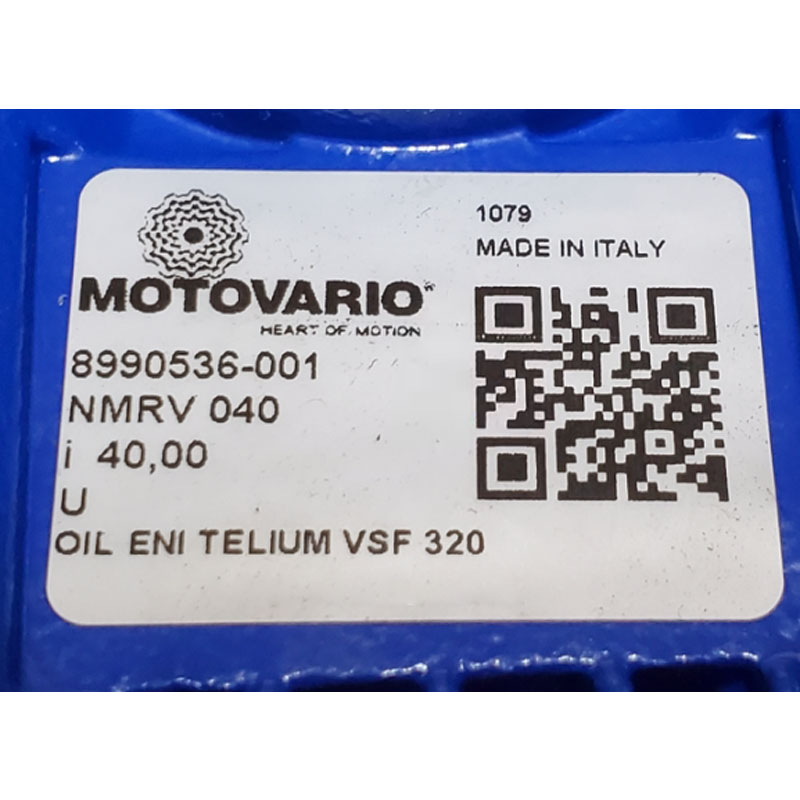 1079
MADE IN ITALY
MOTOVARIO
HEART OF MOTION
8990536-001
NMRV 040
i 40,00
U
OIL ENI TELIUM VSF 320